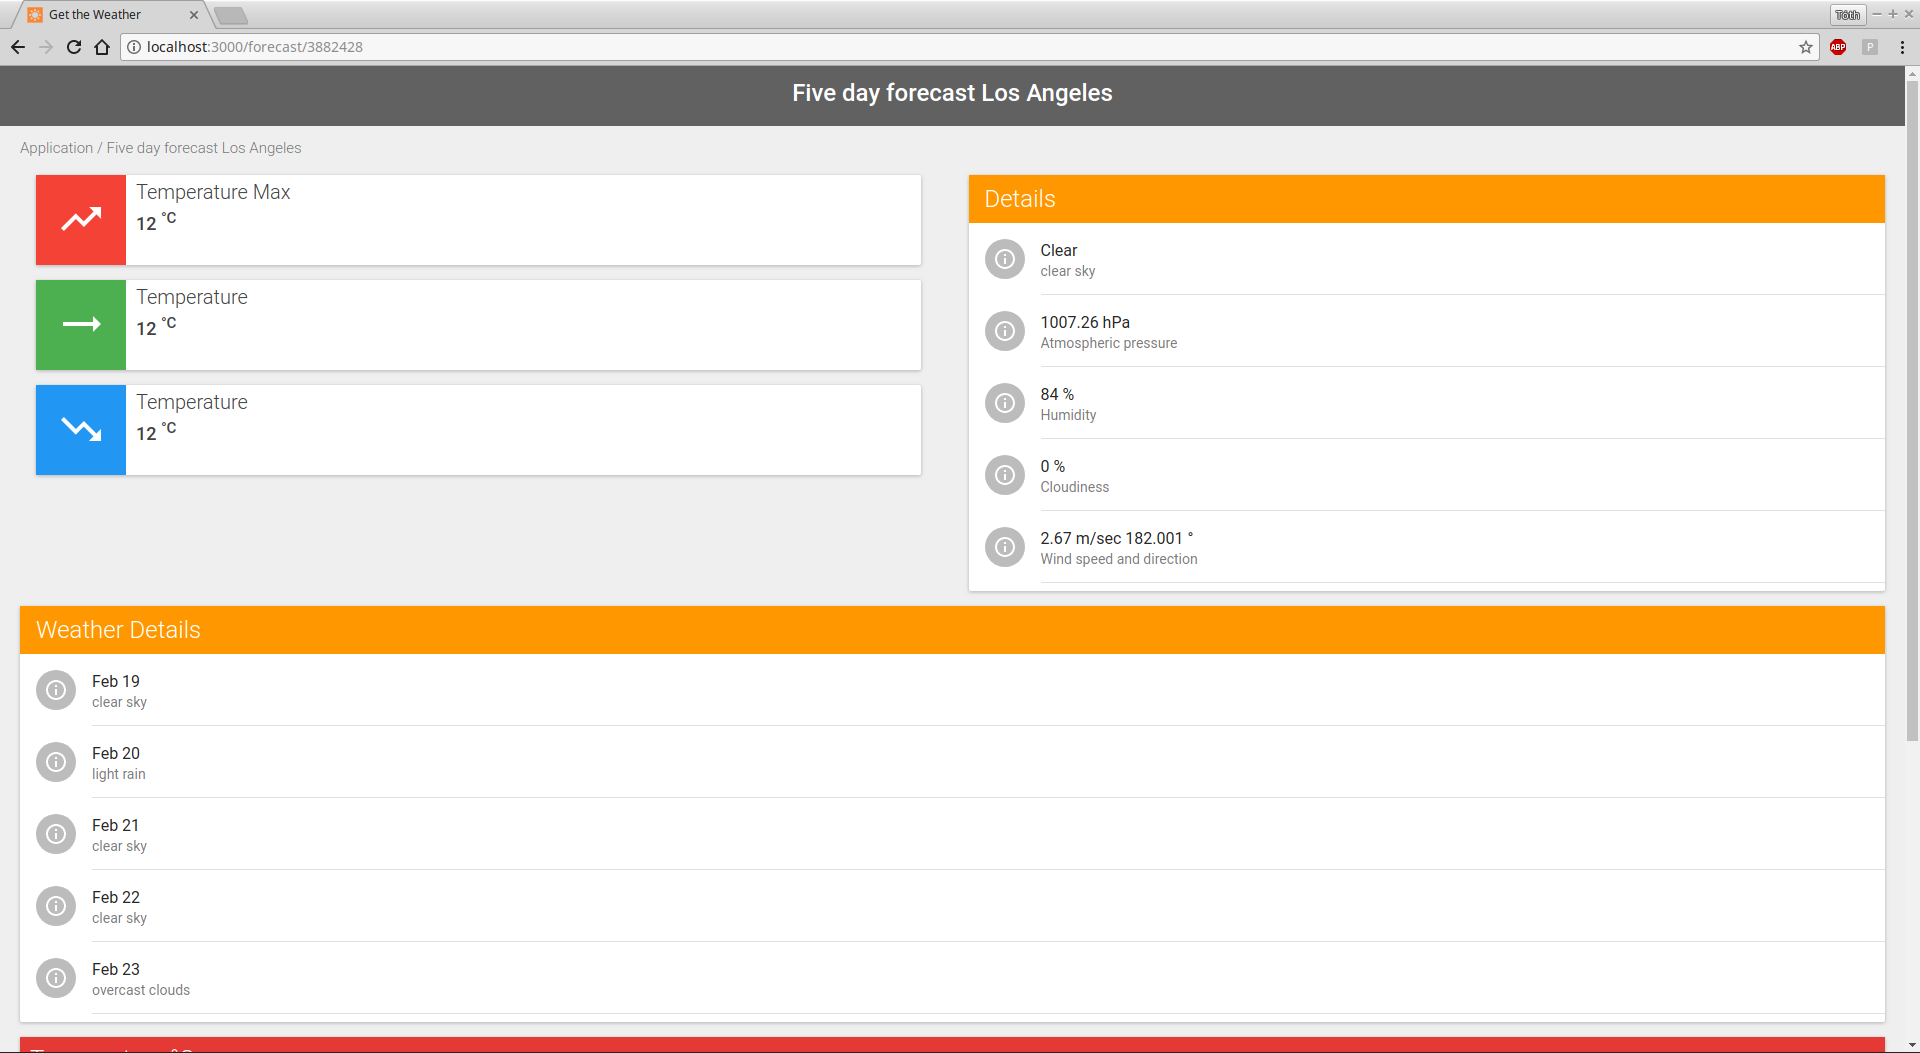 Get the Weather
Tóth
localhost:3000/forecast/3882428
ABP
P
Five day forecast Los Angeles
Application / Five day forecast Los Angeles
Temperature Max
12 °C
Temperature
12 °C
Temperature
12 °C
Details
Clear
clear sky
1007.26 hPa
Atmospheric pressure
84 %
Humidity
0 %
Cloudiness
2.67 m/sec 182.001 °
Wind speed and direction
Weather Details
Feb 19
clear sky
Feb 20
light rain
Feb 21
clear sky
Feb 22
clear sky
Feb 23
overcast clouds